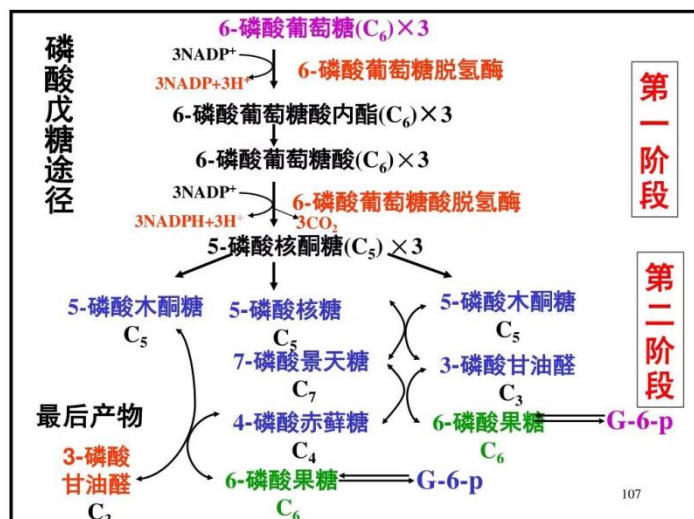 磷酸戊糖途径
6-磷酸葡萄糖(C₆)×3
3NADP⁺
3NADP+3H⁺
6-磷酸葡萄糖脱氢酶
6-磷酸葡萄糖酸内酯(C₆)×3
6-磷酸葡萄糖酸(C₆)×3
3NADP⁺
3NADPH+3H⁺
3CO₂
6-磷酸葡萄糖酸脱氢酶
5-磷酸核酮糖(C₅)×3
第一阶段
5-磷酸木酮糖
C₅
5-磷酸核糖
C₅
5-磷酸木酮糖
C₅
7-磷酸景天糖
C₇
3-磷酸甘油醛
C₃
4-磷酸赤藓糖
C₄
6-磷酸果糖
C₆
G-6-p
最后产物
3-磷酸
甘油醛
C₃
6-磷酸果糖
C₆
G-6-p
第二阶段
107